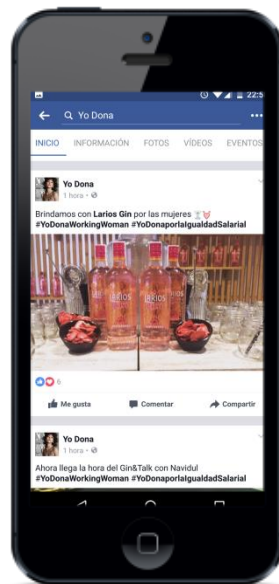 22:5
Yo Dona
INICIO INFORMACIÓN FOTOS VÍDEOS EVENTOS
Yo Dona
1 hora
Brindamos con Larios Gin por las mujeres
#YoDonaWorkingWoman #YoDonaporlaIgualdadSalarial
LARIOS LARIOS
6
Me gusta Comentar Compartir
Yo Dona
1 hora
Ahora llega la hora del Gin&Talk con Navidul
#YoDonaWorkingWoman #YoDonaporlaIgualdadSalarial